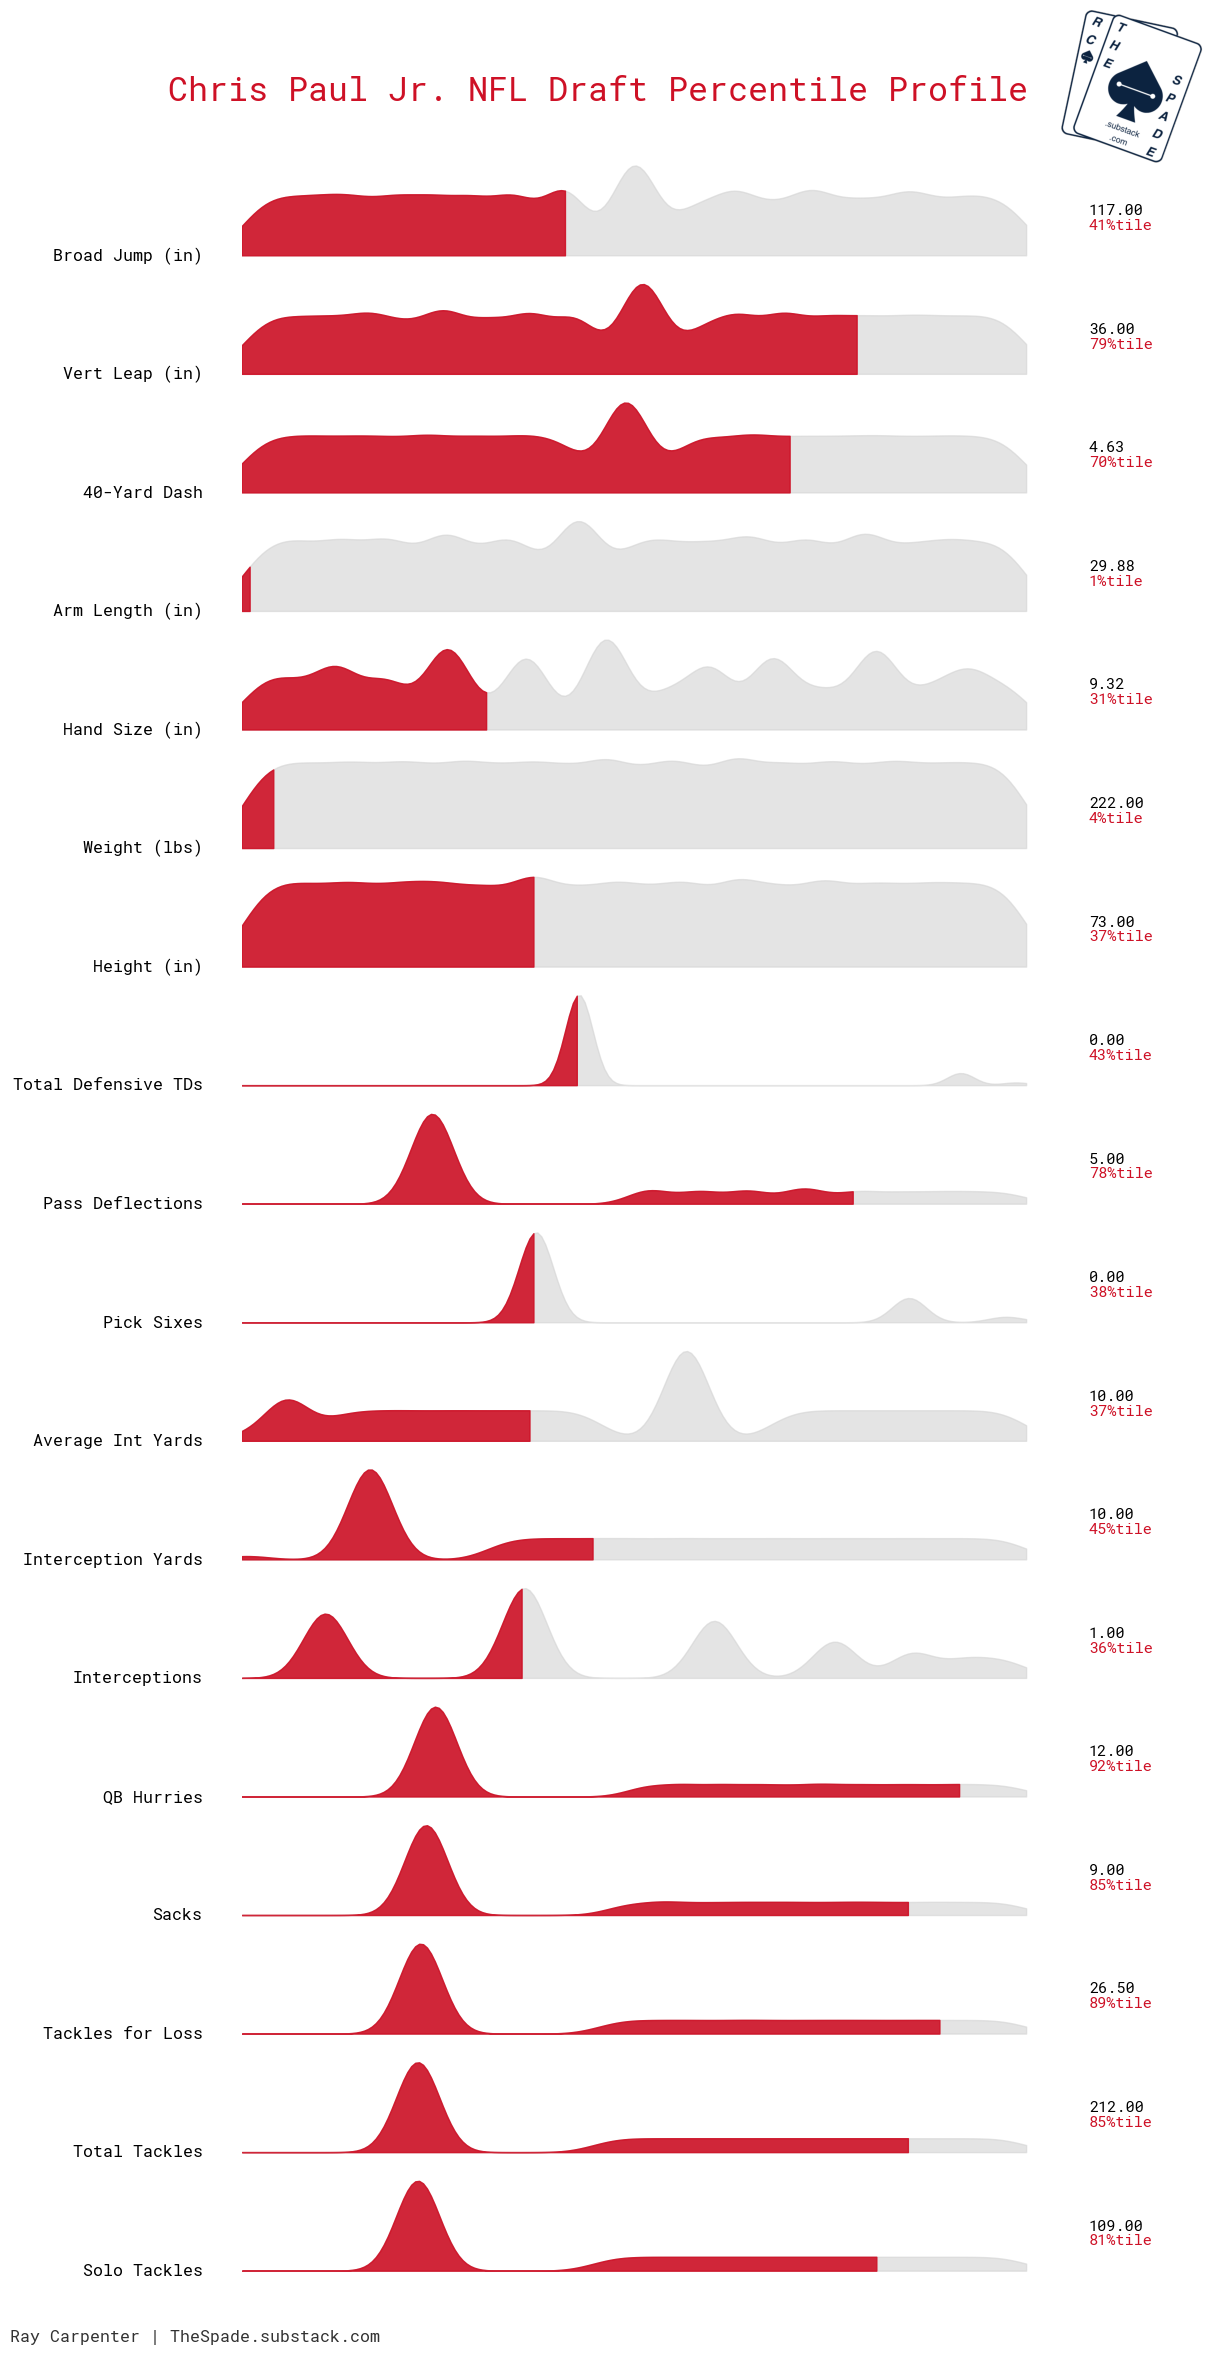 Chris Paul Jr. NFL Draft Percentile Profile
RC
THE
SPADE
.substack
.com
Broad Jump (in)
117.00
41%tile
Vert Leap (in)
36.00
79%tile
40-Yard Dash
4.63
70%tile
Arm Length (in)
29.88
1%tile
Hand Size (in)
9.32
31%tile
Weight (lbs)
222.00
4%tile
Height (in)
73.00
37%tile
Total Defensive TDs
0.00
43%tile
Pass Deflections
5.00
78%tile
Pick Sixes
0.00
38%tile
Average Int Yards
10.00
37%tile
Interception Yards
10.00
45%tile
Interceptions
1.00
36%tile
QB Hurries
12.00
92%tile
Sacks
9.00
85%tile
Tackles for Loss
26.50
89%tile
Total Tackles
212.00
85%tile
Solo Tackles
109.00
81%tile
Ray Carpenter | TheSpade.substack.com